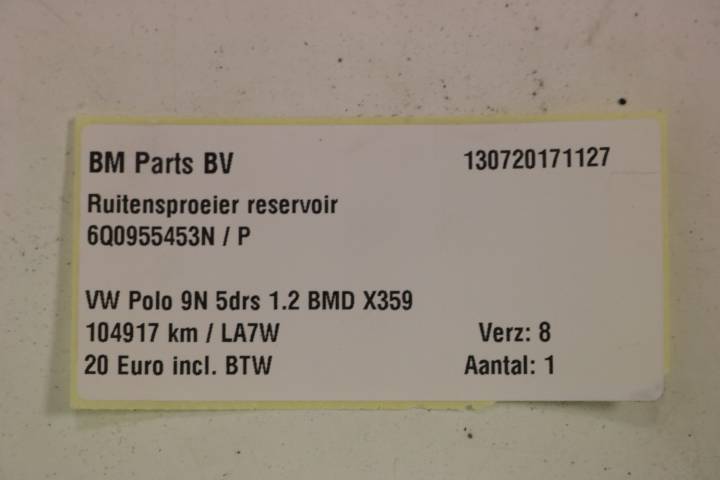 BM Parts BV 130720171127
Ruitensproeier reservoir
6Q0955453N / P
VW Polo 9N 5drs 1.2 BMD X359
104917 km / LA7W Verz: 8
20 Euro incl. BTW Aantal: 1